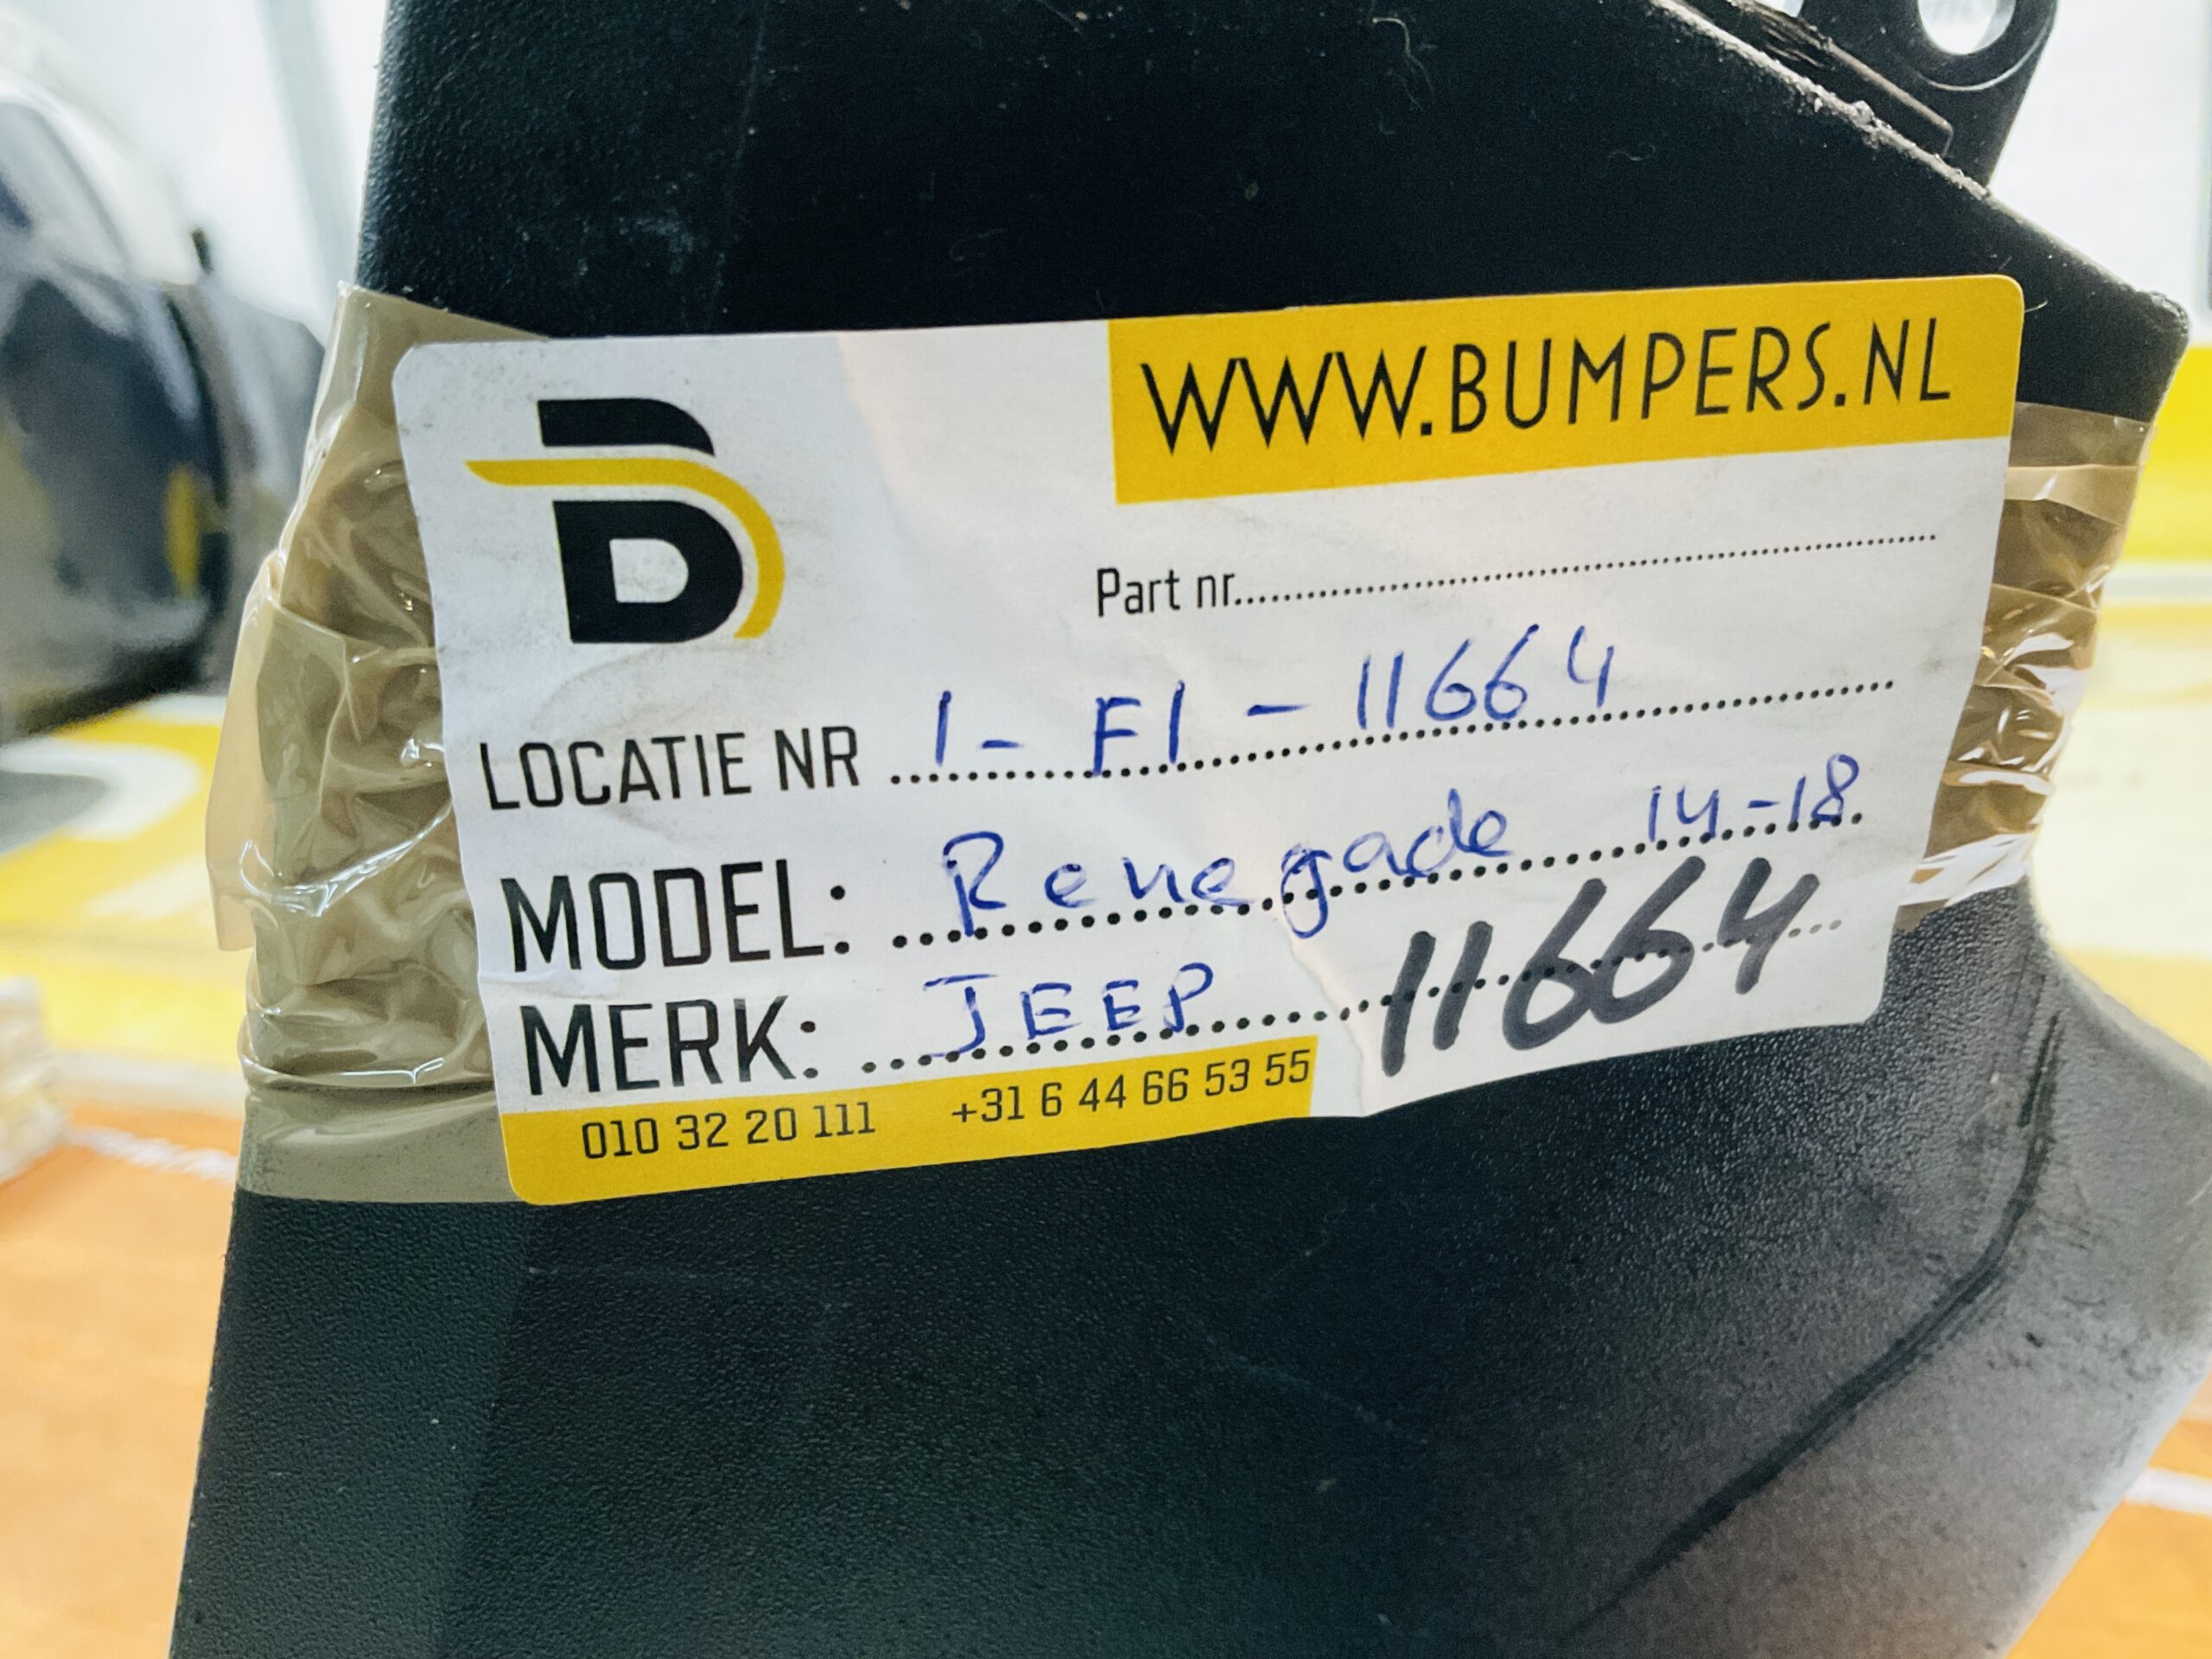 WWW.BUMPERS.NL
Part nr...............................................................
LOCATIE NR 1 - F1 - 11664
MODEL: Renegade 14-18
MERK: JEEP 11664
010 32 20 111 +31 6 44 66 53 55